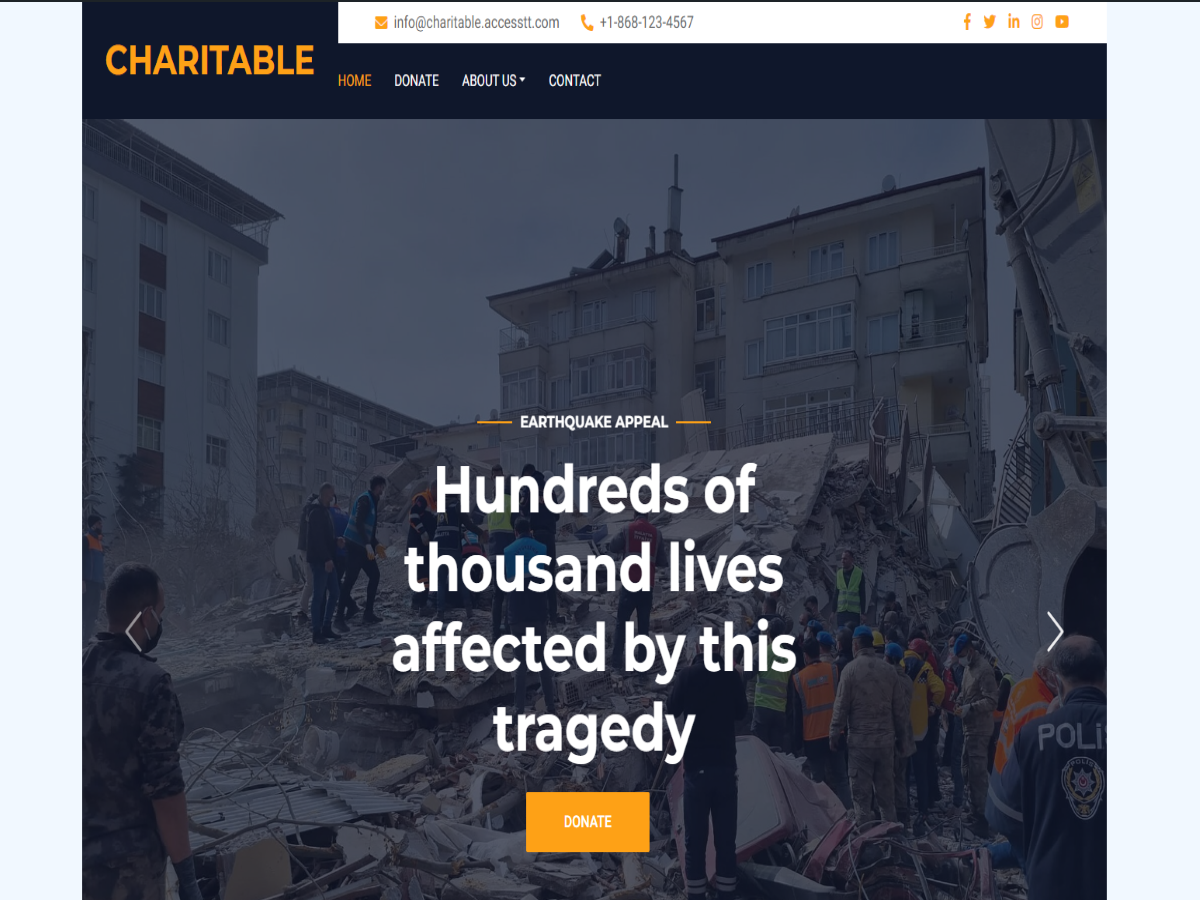 info@charitable.accesstt.com +1-868-123-4567
CHARITABLE
HOME DONATE ABOUT US CONTACT
EARTHQUAKE APPEAL
Hundreds of
thousand lives
affected by this
tragedy
DONATE
POLİS